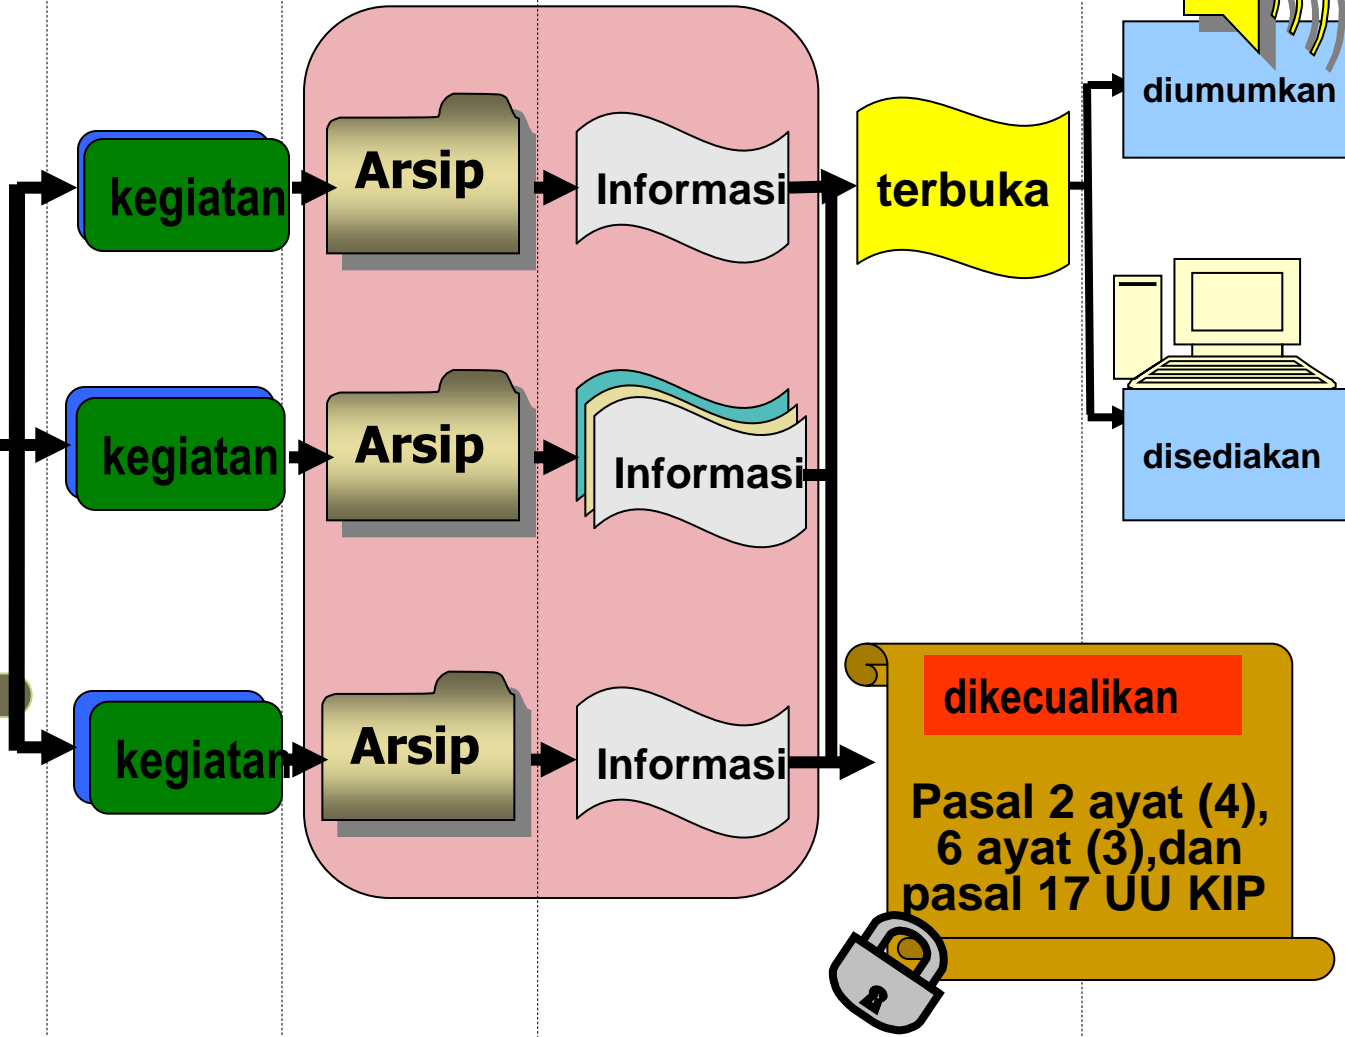 diumumkan
kegiatan
Arsip
Informasi
terbuka
kegiatan
Arsip
Informasi
disediakan
kegiatan
Arsip
Informasi
dikecualikan
Pasal 2 ayat (4),
6 ayat (3),dan
pasal 17 UU KIP